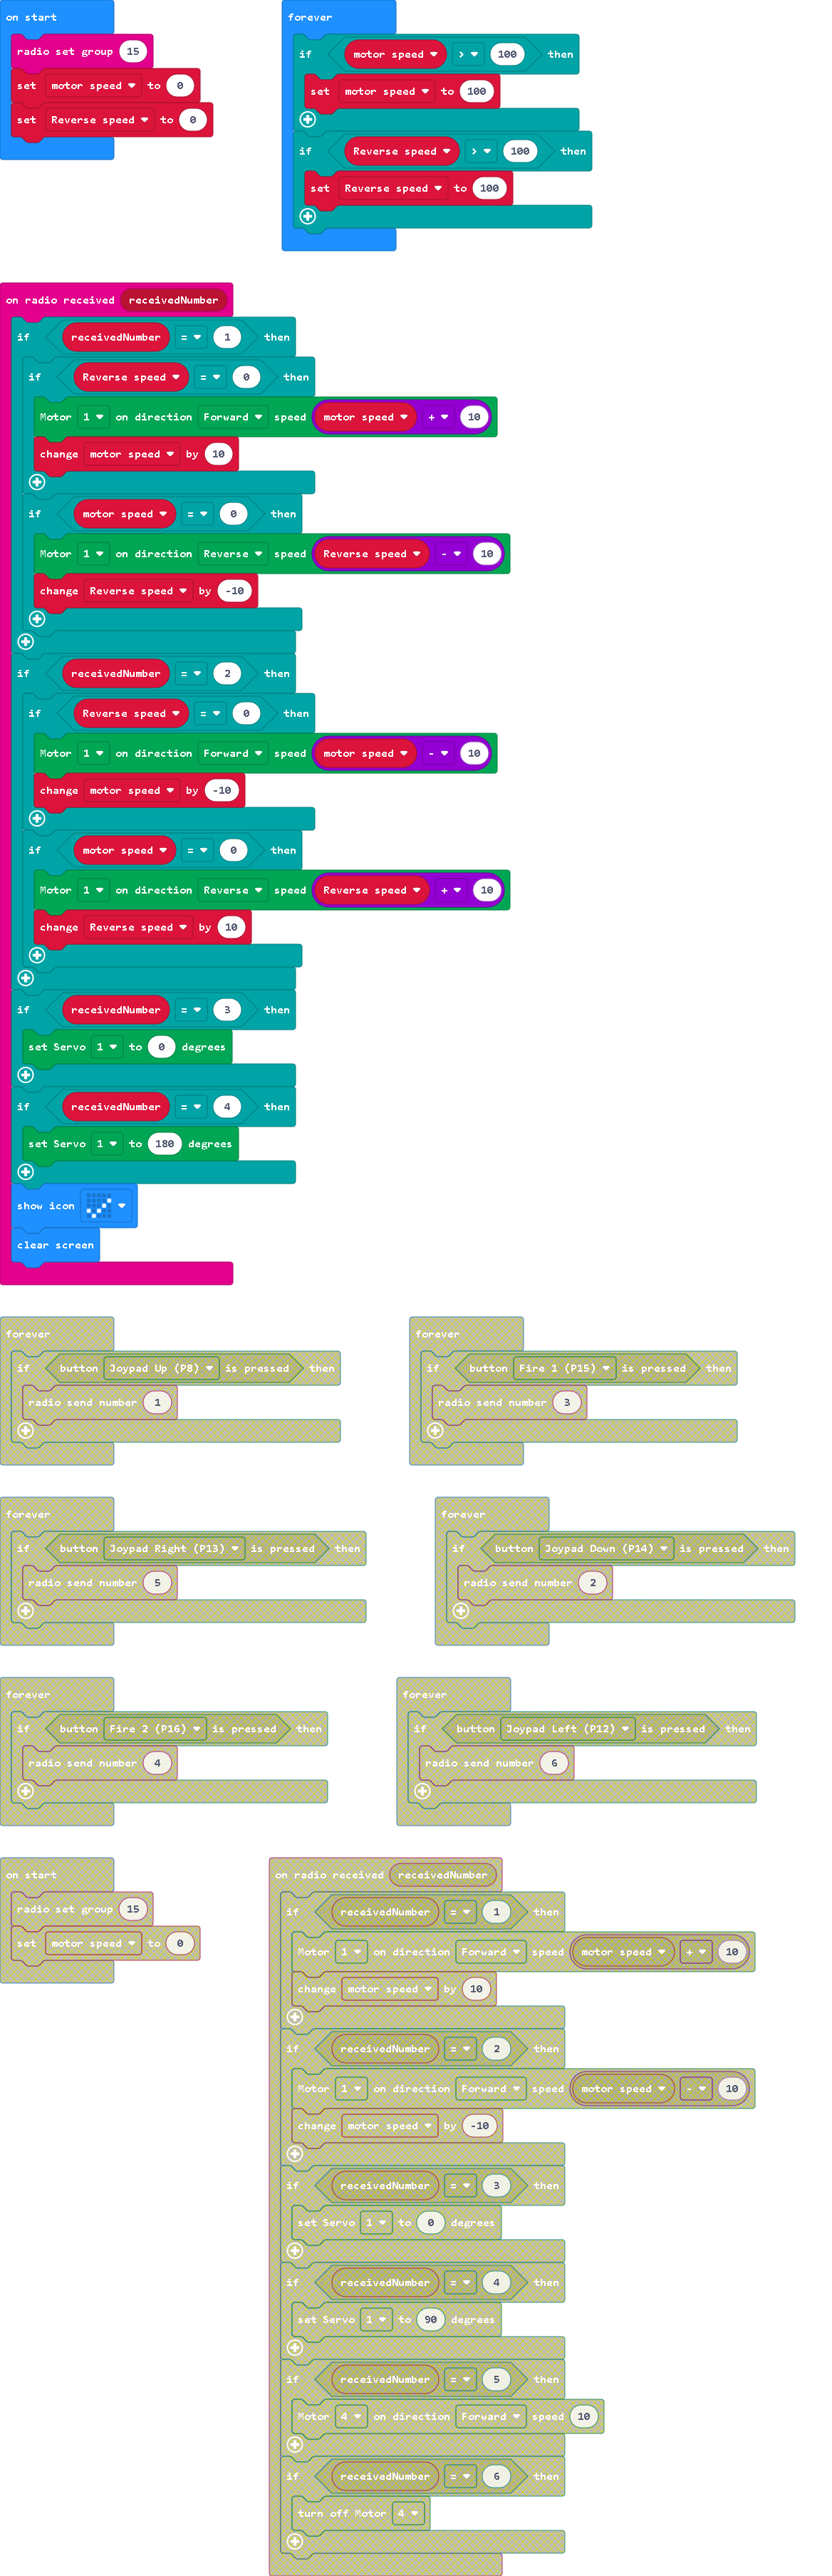 on start
radio set group 15
set motor speed to 0
set Reverse speed to 0
forever
if motor speed > 100 then
set motor speed to 100
if Reverse speed > 100 then
set Reverse speed to 100
on radio received receivedNumber
if receivedNumber = 1 then
if Reverse speed = 0 then
Motor 1 on direction Forward speed motor speed + 10
change motor speed by 10
if motor speed = 0 then
Motor 1 on direction Reverse speed Reverse speed - 10
change Reverse speed by -10
if receivedNumber = 2 then
if Reverse speed = 0 then
Motor 1 on direction Forward speed motor speed - 10
change motor speed by -10
if motor speed = 0 then
Motor 1 on direction Reverse speed Reverse speed + 10
change Reverse speed by 10
if receivedNumber = 3 then
set Servo 1 to 0 degrees
if receivedNumber = 4 then
set Servo 1 to 180 degrees
show icon
clear screen
forever
if button Joypad Up (P8) is pressed then
radio send number 1
forever
if button Fire 1 (P15) is pressed then
radio send number 3
forever
if button Joypad Right (P13) is pressed then
radio send number 5
forever
if button Joypad Down (P14) is pressed then
radio send number 2
forever
if button Fire 2 (P16) is pressed then
radio send number 4
forever
if button Joypad Left (P12) is pressed then
radio send number 6
on start
radio set group 15
set motor speed to 0
on radio received receivedNumber
if receivedNumber = 1 then
Motor 1 on direction Forward speed motor speed + 10
change motor speed by 10
if receivedNumber = 2 then
Motor 1 on direction Forward speed motor speed - 10
change motor speed by -10
if receivedNumber = 3 then
set Servo 1 to 0 degrees
if receivedNumber = 4 then
set Servo 1 to 90 degrees
if receivedNumber = 5 then
Motor 4 on direction Forward speed 10
if receivedNumber = 6 then
turn off Motor 4